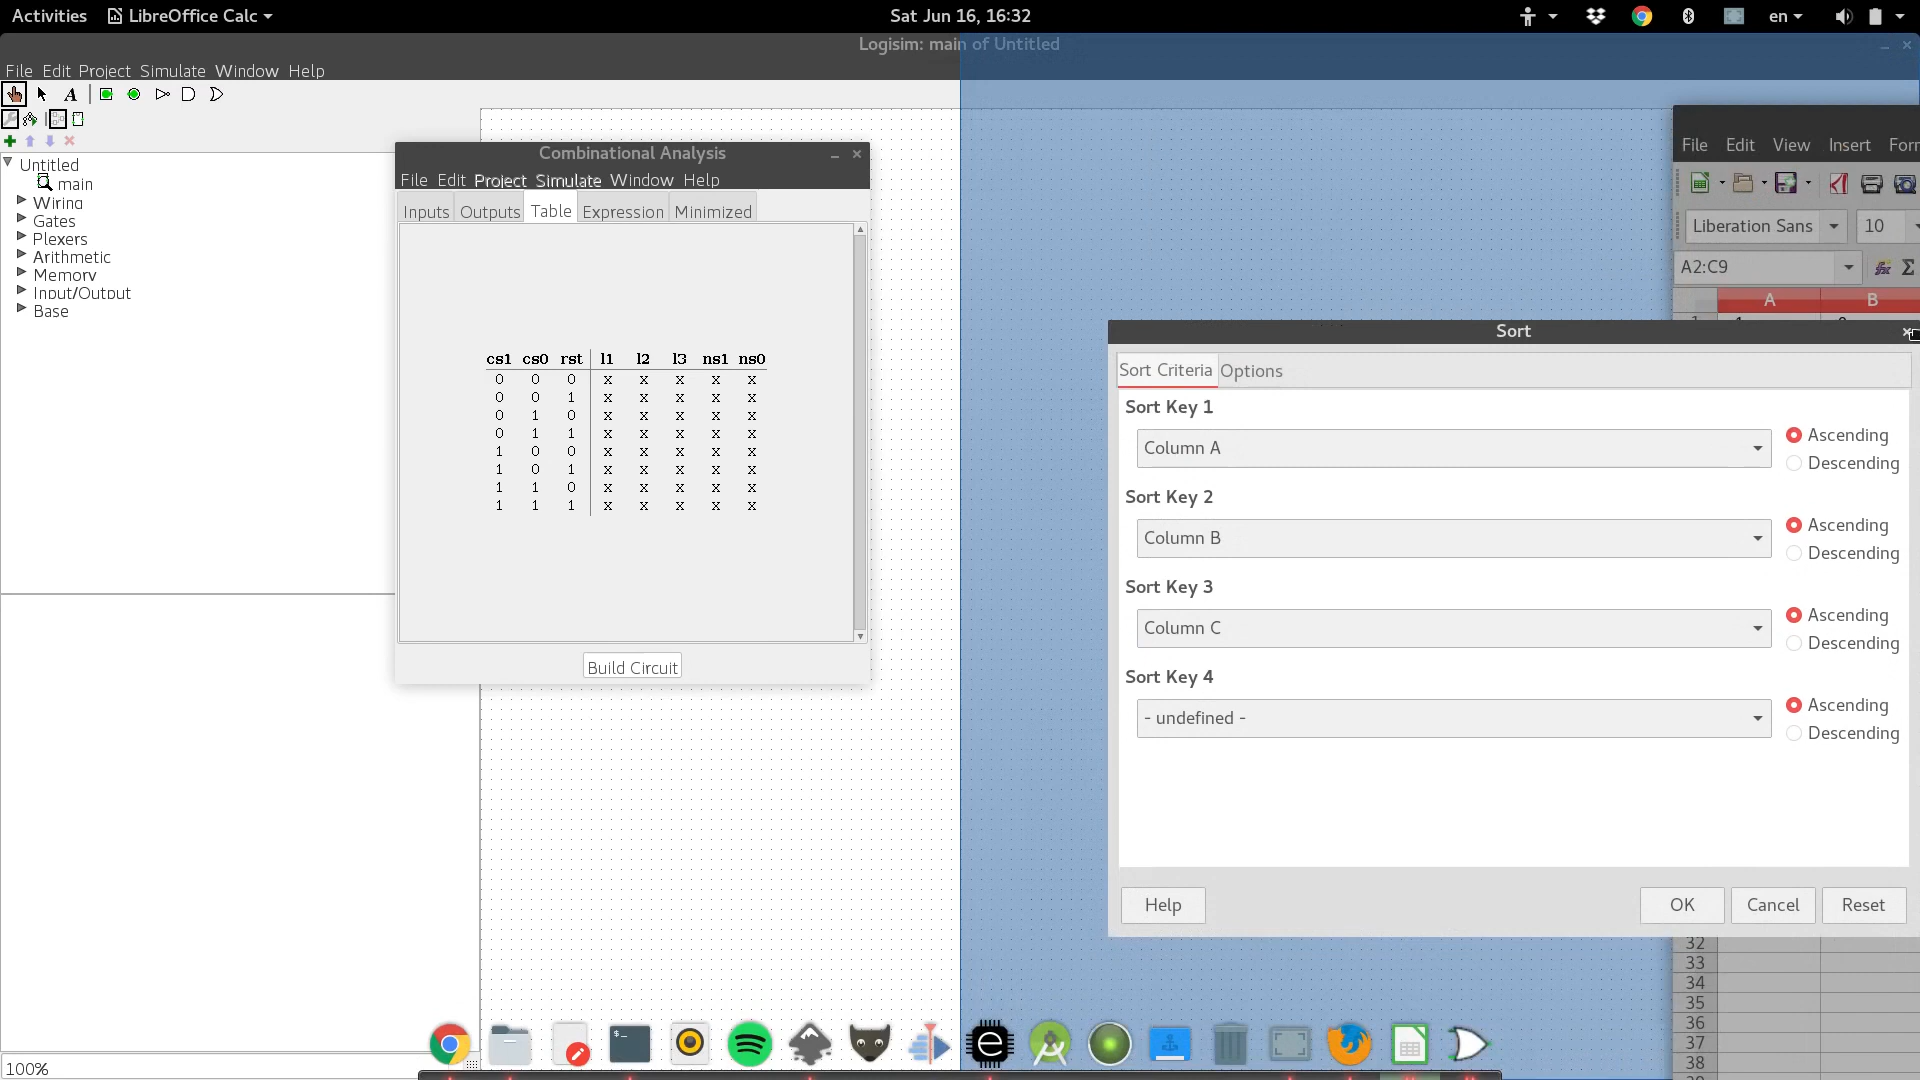 Activities LibreOffice Calc Sat Jun 16, 16:32 en
Logisim: main of Untitled
File Edit Project Simulate Window Help
A
Untitled
main
Wiring
Gates
Plexers
Arithmetic
Memory
Input/Output
Base
100%
Combinational Analysis
File Edit Project Simulate Window Help
Inputs Outputs Table Expression Minimized
cs1 cs0 rst l1 l2 l3 ns1 ns0
0 0 0 x x x x x
0 0 1 x x x x x
0 1 0 x x x x x
0 1 1 x x x x x
1 0 0 x x x x x
1 0 1 x x x x x
1 1 0 x x x x x
1 1 1 x x x x x
Build Circuit
File Edit View Insert Forr
Liberation Sans 10
A2:C9
A B
Sort
Sort Criteria Options
Sort Key 1
Column A
Ascending
Descending
Sort Key 2
Column B
Ascending
Descending
Sort Key 3
Column C
Ascending
Descending
Sort Key 4
- undefined -
Ascending
Descending
Help OK Cancel Reset
32
33
34
35
36
37
38